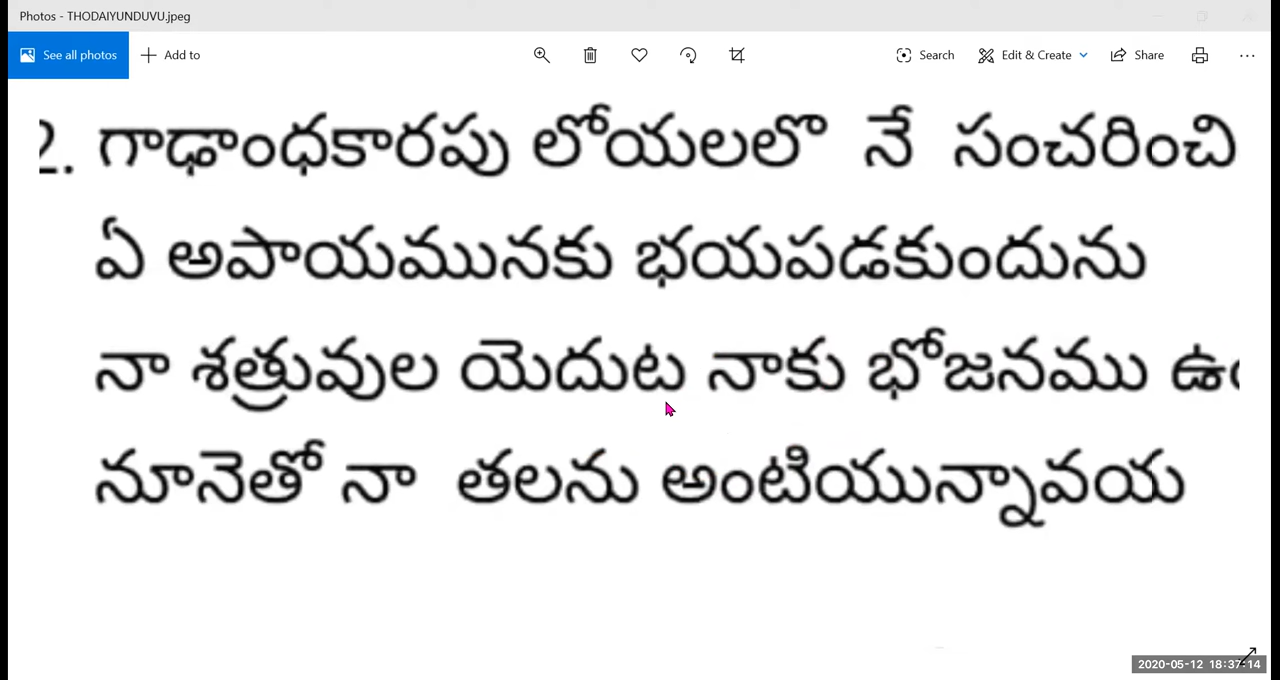 Photos - THODAIYUNDUVU.jpeg
See all photos
Add to
Search
Edit & Create
Share
2. గాఢాంధకారపు లోయలలొ నే సంచరించి
ఏ అపాయమునకు భయపడకుందును
నా శత్రువుల యెదుట నాకు భోజనము
నూనెతో నా తలను అంటియున్నావయ
2020-05-12 18:37:14